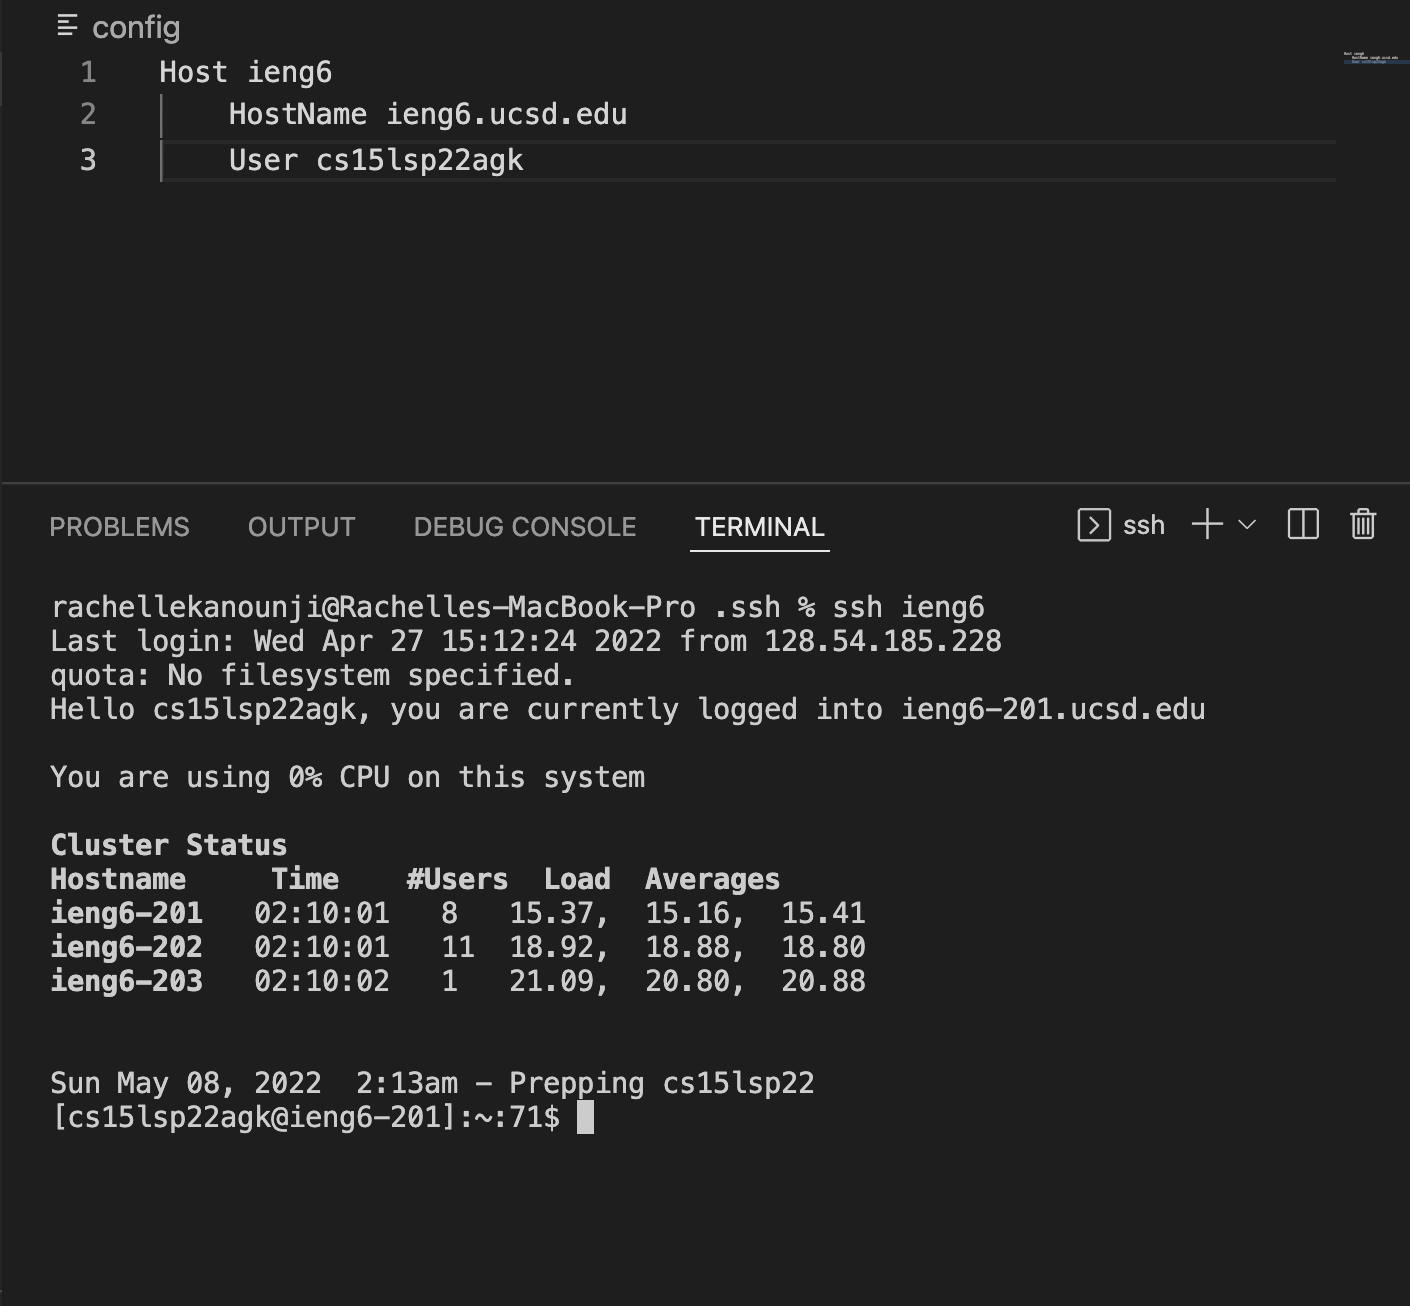 config
1 Host ieng6
2 HostName ieng6.ucsd.edu
3 User cs15lsp22agk
PROBLEMS OUTPUT DEBUG CONSOLE TERMINAL ssh
rachellekanounji@Rachelles-MacBook-Pro .ssh % ssh ieng6
Last login: Wed Apr 27 15:12:24 2022 from 128.54.185.228
quota: No filesystem specified.
Hello cs15lsp22agk, you are currently logged into ieng6-201.ucsd.edu
You are using 0% CPU on this system
Cluster Status
Hostname Time #Users Load Averages
ieng6-201 02:10:01 8 15.37, 15.16, 15.41
ieng6-202 02:10:01 11 18.92, 18.88, 18.80
ieng6-203 02:10:02 1 21.09, 20.80, 20.88
Sun May 08, 2022 2:13am - Prepping cs15lsp22
[cs15lsp22agk@ieng6-201]:~:71$